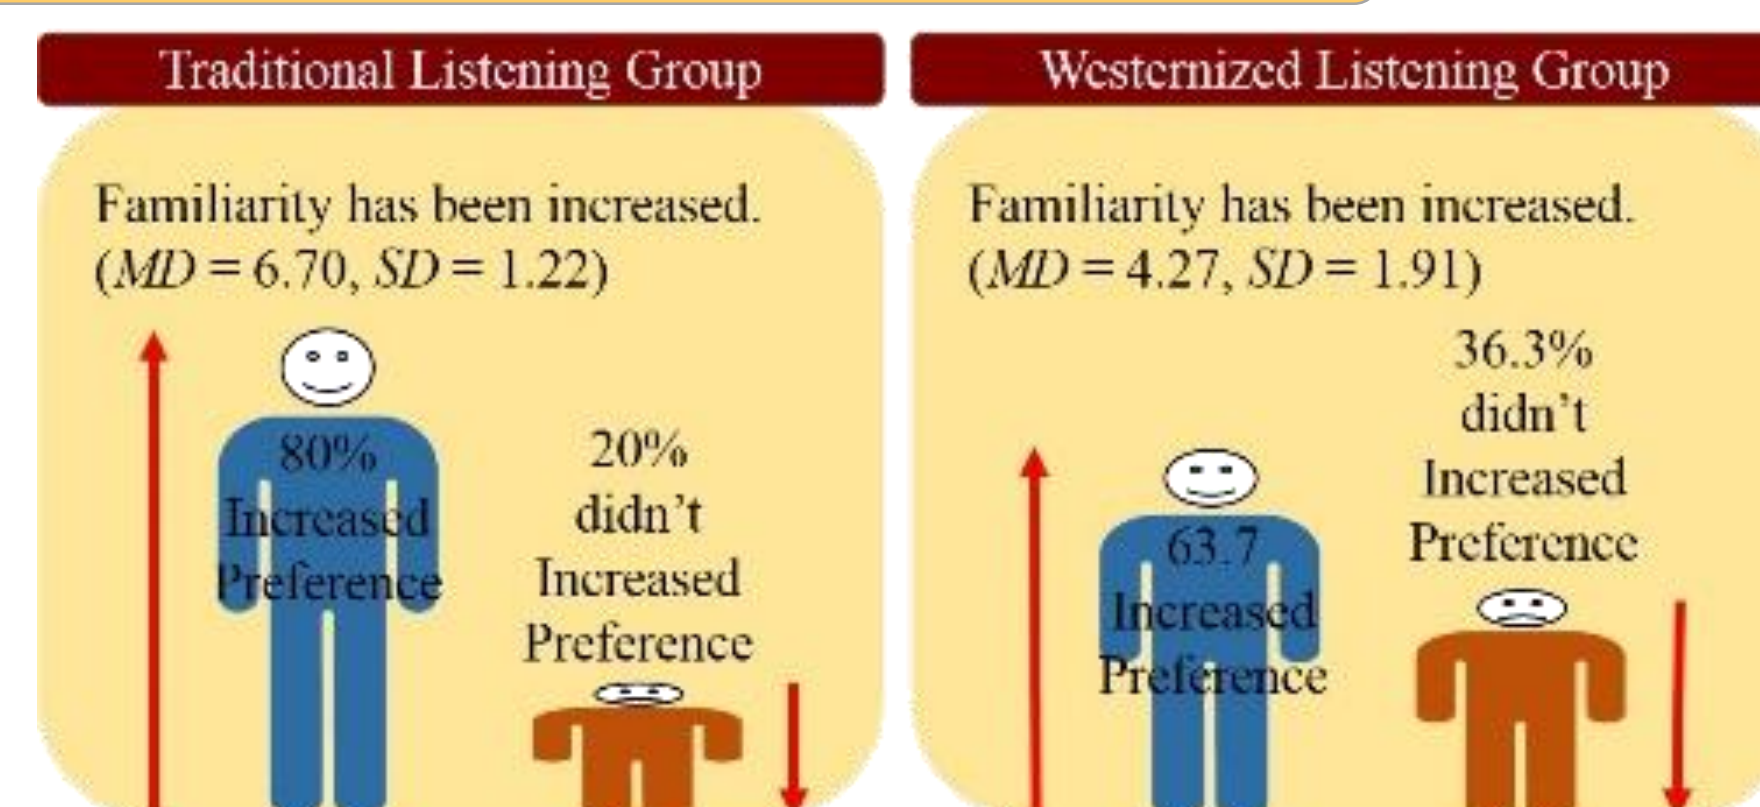 Traditional Listening Group
Familiarity has been increased.
(MD = 6.70, SD = 1.22)
80%
Increased
Preference
20%
didn't
Increased
Preference
Westernized Listening Group
Familiarity has been increased.
(MD = 4.27, SD = 1.91)
63.7
Increased
Preference
36.3%
didn't
Increased
Preference